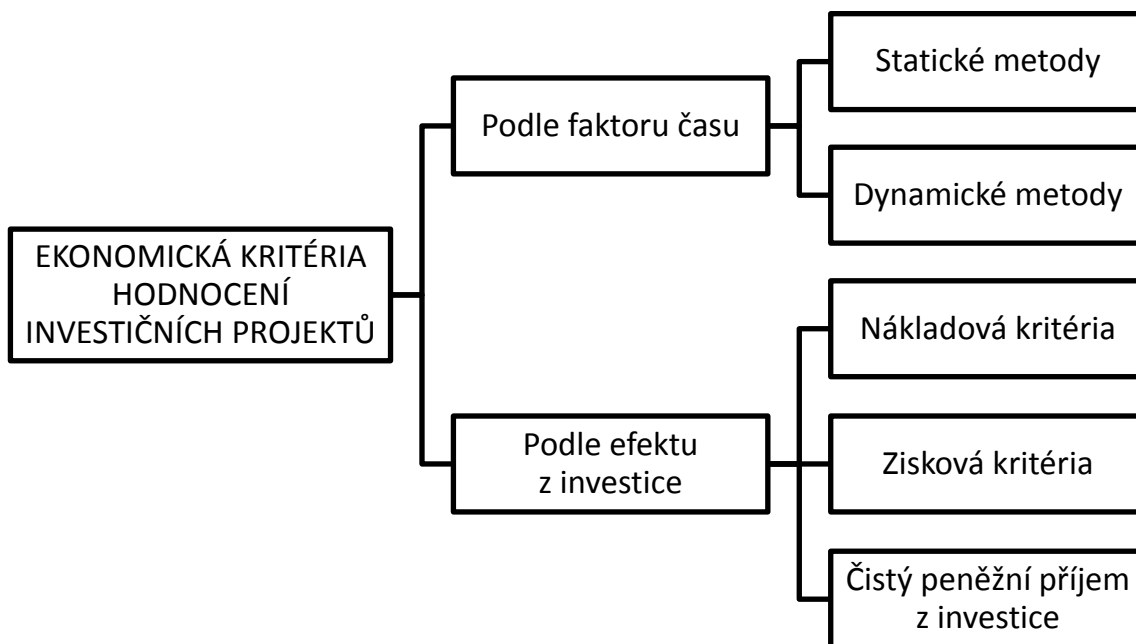 Statické metody
Podle faktoru času
Dynamické metody
EKONOMICKÁ KRITÉRIA
HODNOCENÍ
INVESTIČNÍCH PROJEKTŮ
Nákladová kritéria
Podle efektu
z investice
Zisková kritéria
Čistý peněžní příjem
z investice